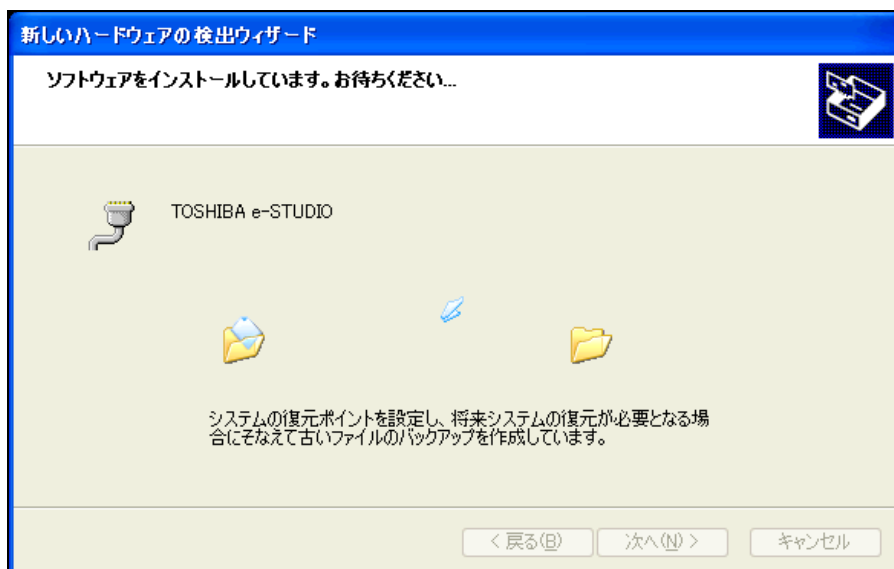 新しいハードウェアの検出ウィザード
ソフトウェアをインストールしています。お待ちください...
TOSHIBA e-STUDIO
システムの復元ポイントを設定し、将来システムの復元が必要となる場
合にそなえて古いファイルのバックアップを作成しています。
< 戻る(B) 次へ(N) > キャンセル